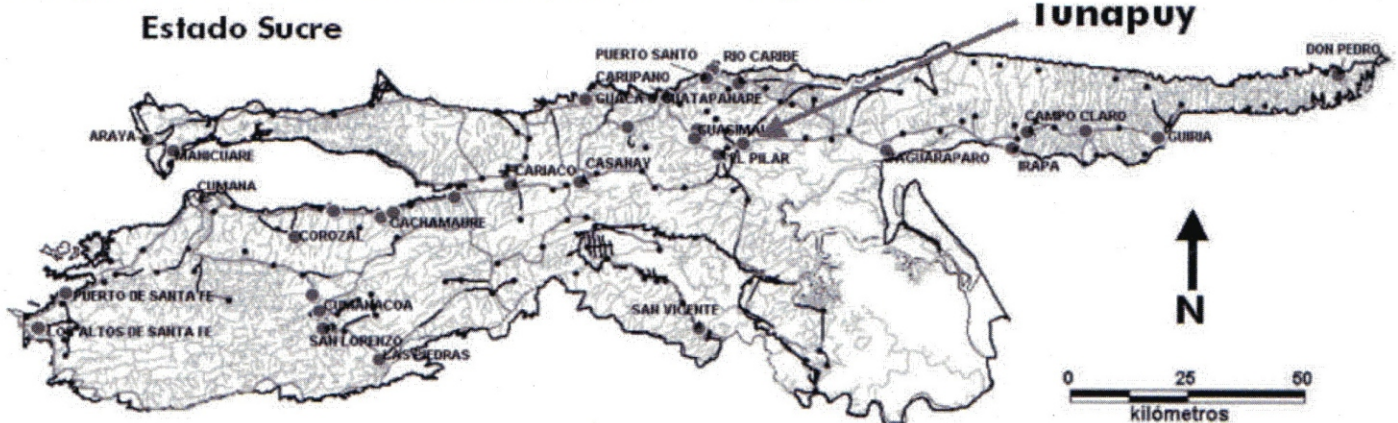 Estado Sucre
Tunapuy
DON PEDRO
PUERTO SANTO
RIO CARIBE
CARUPANO
GUACA
GUATAPANARE
CAMPO CLARO
ARAYA
GUASIMAL
GUIRIA
MANICUARE
EL PILAR
YAGUARAPARO
IRAPA
CASANAY
CARIACO
CUMANA
CACHAMAURE
COROZAL
PUERTO DE SANTA FE
CUMANACOA
SAN VICENTE
N
LOS ALTOS DE SANTA FE
SAN LORENZO
LAS PIEDRAS
0 25 50
kilómetros